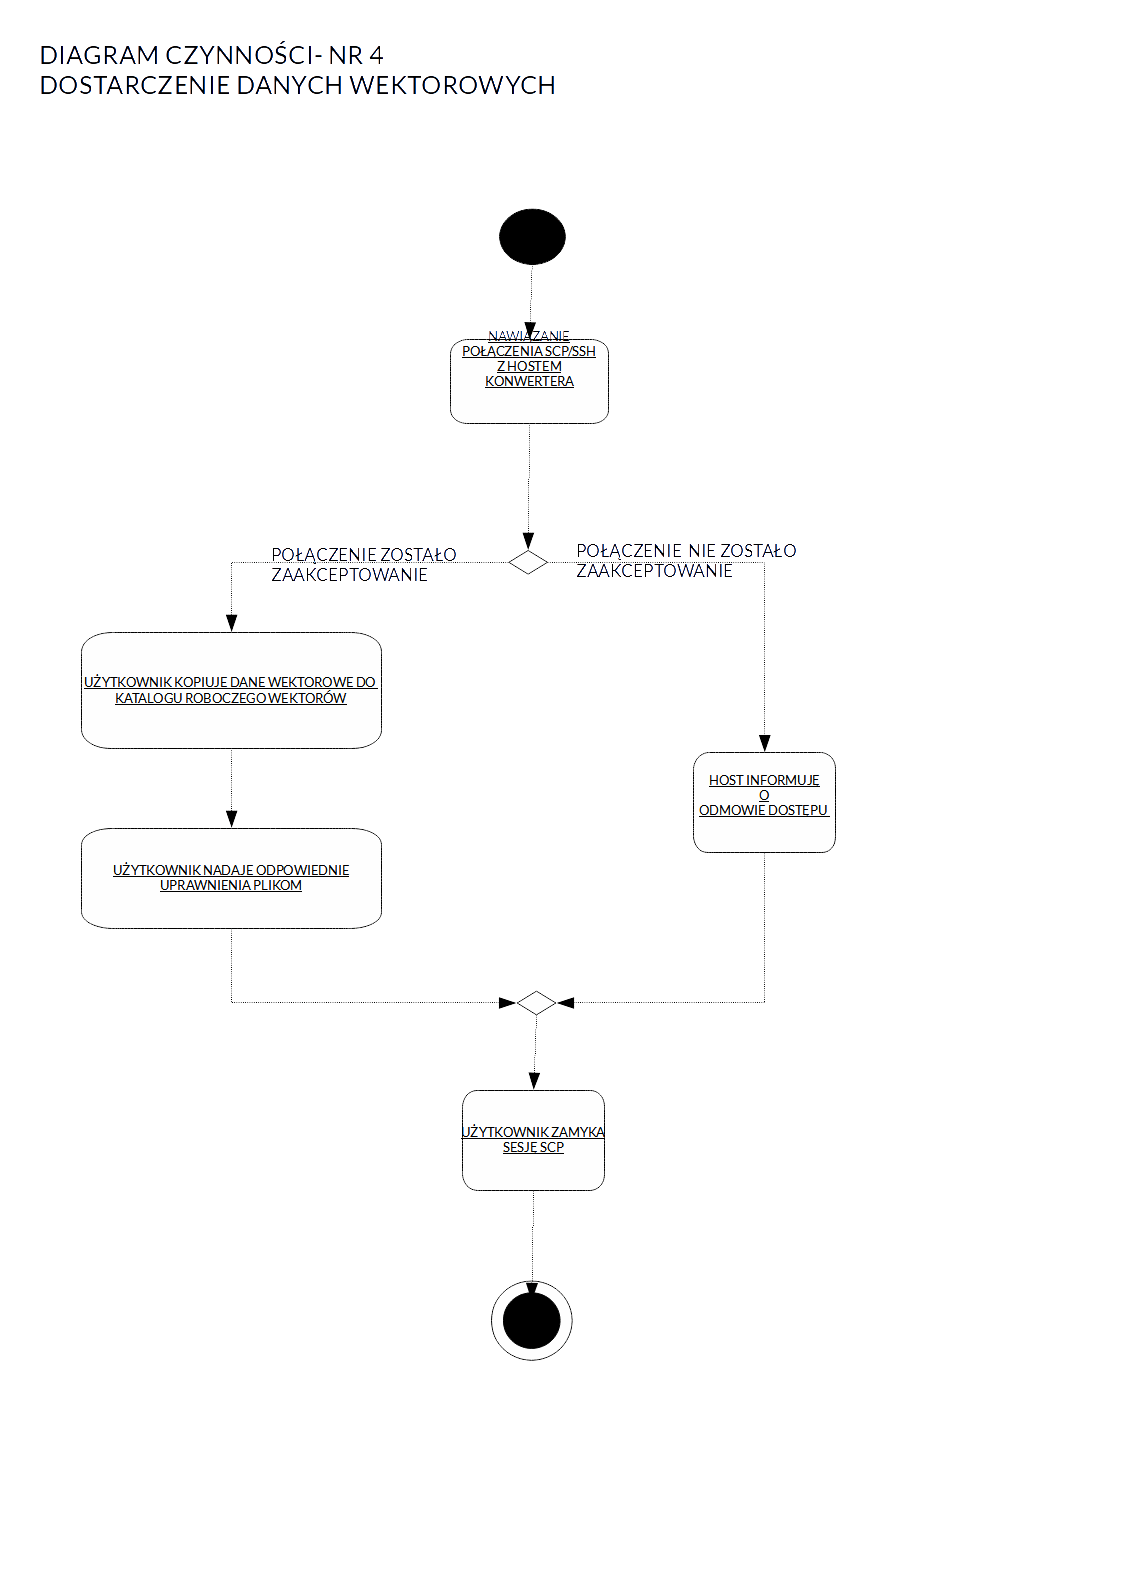 DIAGRAM CZYNNOŚCI- NR 4
DOSTARCZENIE DANYCH WEKTOROWYCH
NAWIĄZANIE
POŁĄCZENIA SCP/SSH
Z HOSTEM
KONWERTERA
POŁĄCZENIE ZOSTAŁO
ZAAKCEPTOWANIE
POŁĄCZENIE NIE ZOSTAŁO
ZAAKCEPTOWANIE
UŻYTKOWNIK KOPIUJE DANE WEKTOROWE DO
KATALOGU ROBOCZEGO WEKTORÓW
HOST INFORMUJĘ
O
ODMOWIE DOSTĘPU
UŻYTKOWNIK NADAJE ODPOWIEDNIE
UPRAWNIENIA PLIKOM
UŻYTKOWNIK ZAMYKA
SESJĘ SCP